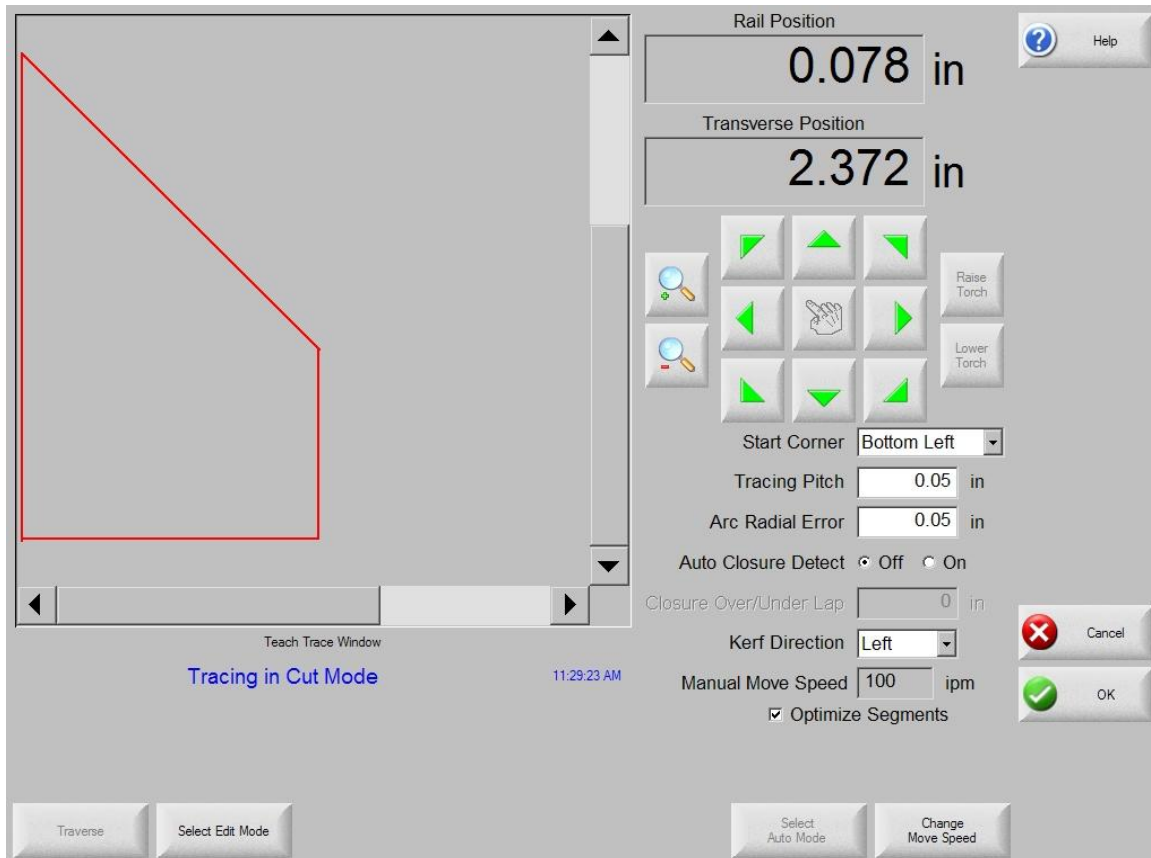 Rail Position
0.078 in
Transverse Position
2.372 in
Help
Raise
Torch
Lower
Torch
Start Corner Bottom Left
Tracing Pitch 0.05 in
Arc Radial Error 0.05 in
Auto Closure Detect Off On
Closure Over/Under Lap 0 in
Kerf Direction Left
Manual Move Speed 100 ipm
Optimize Segments
Teach Trace Window
Tracing in Cut Mode 11:29:23 AM
Cancel
OK
Traverse
Select Edit Mode
Select
Auto Mode
Change
Move Speed